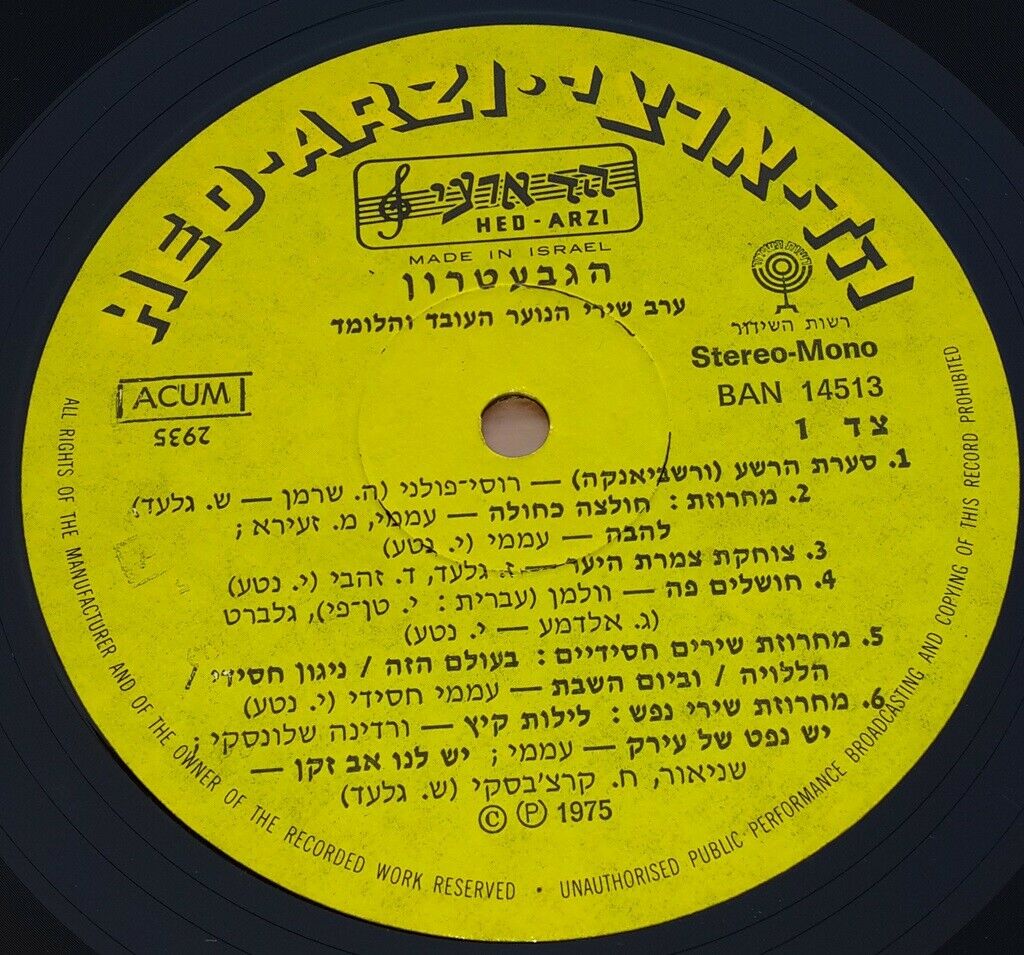 HED-ARZI · הד-ארצי
הד ארצי
HED-ARZI
MADE IN ISRAEL
הגבעטרון
ערב שירי הנוער העובד והלומד
רשות השידור
Stereo-Mono
BAN 14513
צד 1
ACUM
2935
1. סערת הרשע (ורשביאנקה) — רוסי־פולני (ה. שרמן — ש. גלעד)
2. מחרוזת: חולצה כחולה — עממי, מ. זעירא;
להבה — עממי (י. נטע)
3. צוחקת צמרת היער — ז. גלעד, ד. זהבי (י. נטע)
4. חושלים פה — וולמן (עברית: י. טן־פי), גלברט
(ג. אלדמע — י. נטע)
5. מחרוזת שירים חסידיים: בעולם הזה / ניגון חסידי /
הללויה / וביום השבת — עממי חסידי (י. נטע)
6. מחרוזת שירי נפש: לילות קיץ — ורדינה שלונסקי;
יש נפט של עירק — עממי; יש לנו אב זקן —
שניאור, ח. קרצ'בסקי (ש. גלעד)
© Ⓟ 1975
ALL RIGHTS OF THE MANUFACTURER AND OF THE OWNER OF THE RECORDED WORK RESERVED · UNAUTHORISED PUBLIC PERFORMANCE BROADCASTING AND COPYING OF THIS RECORD PROHIBITED